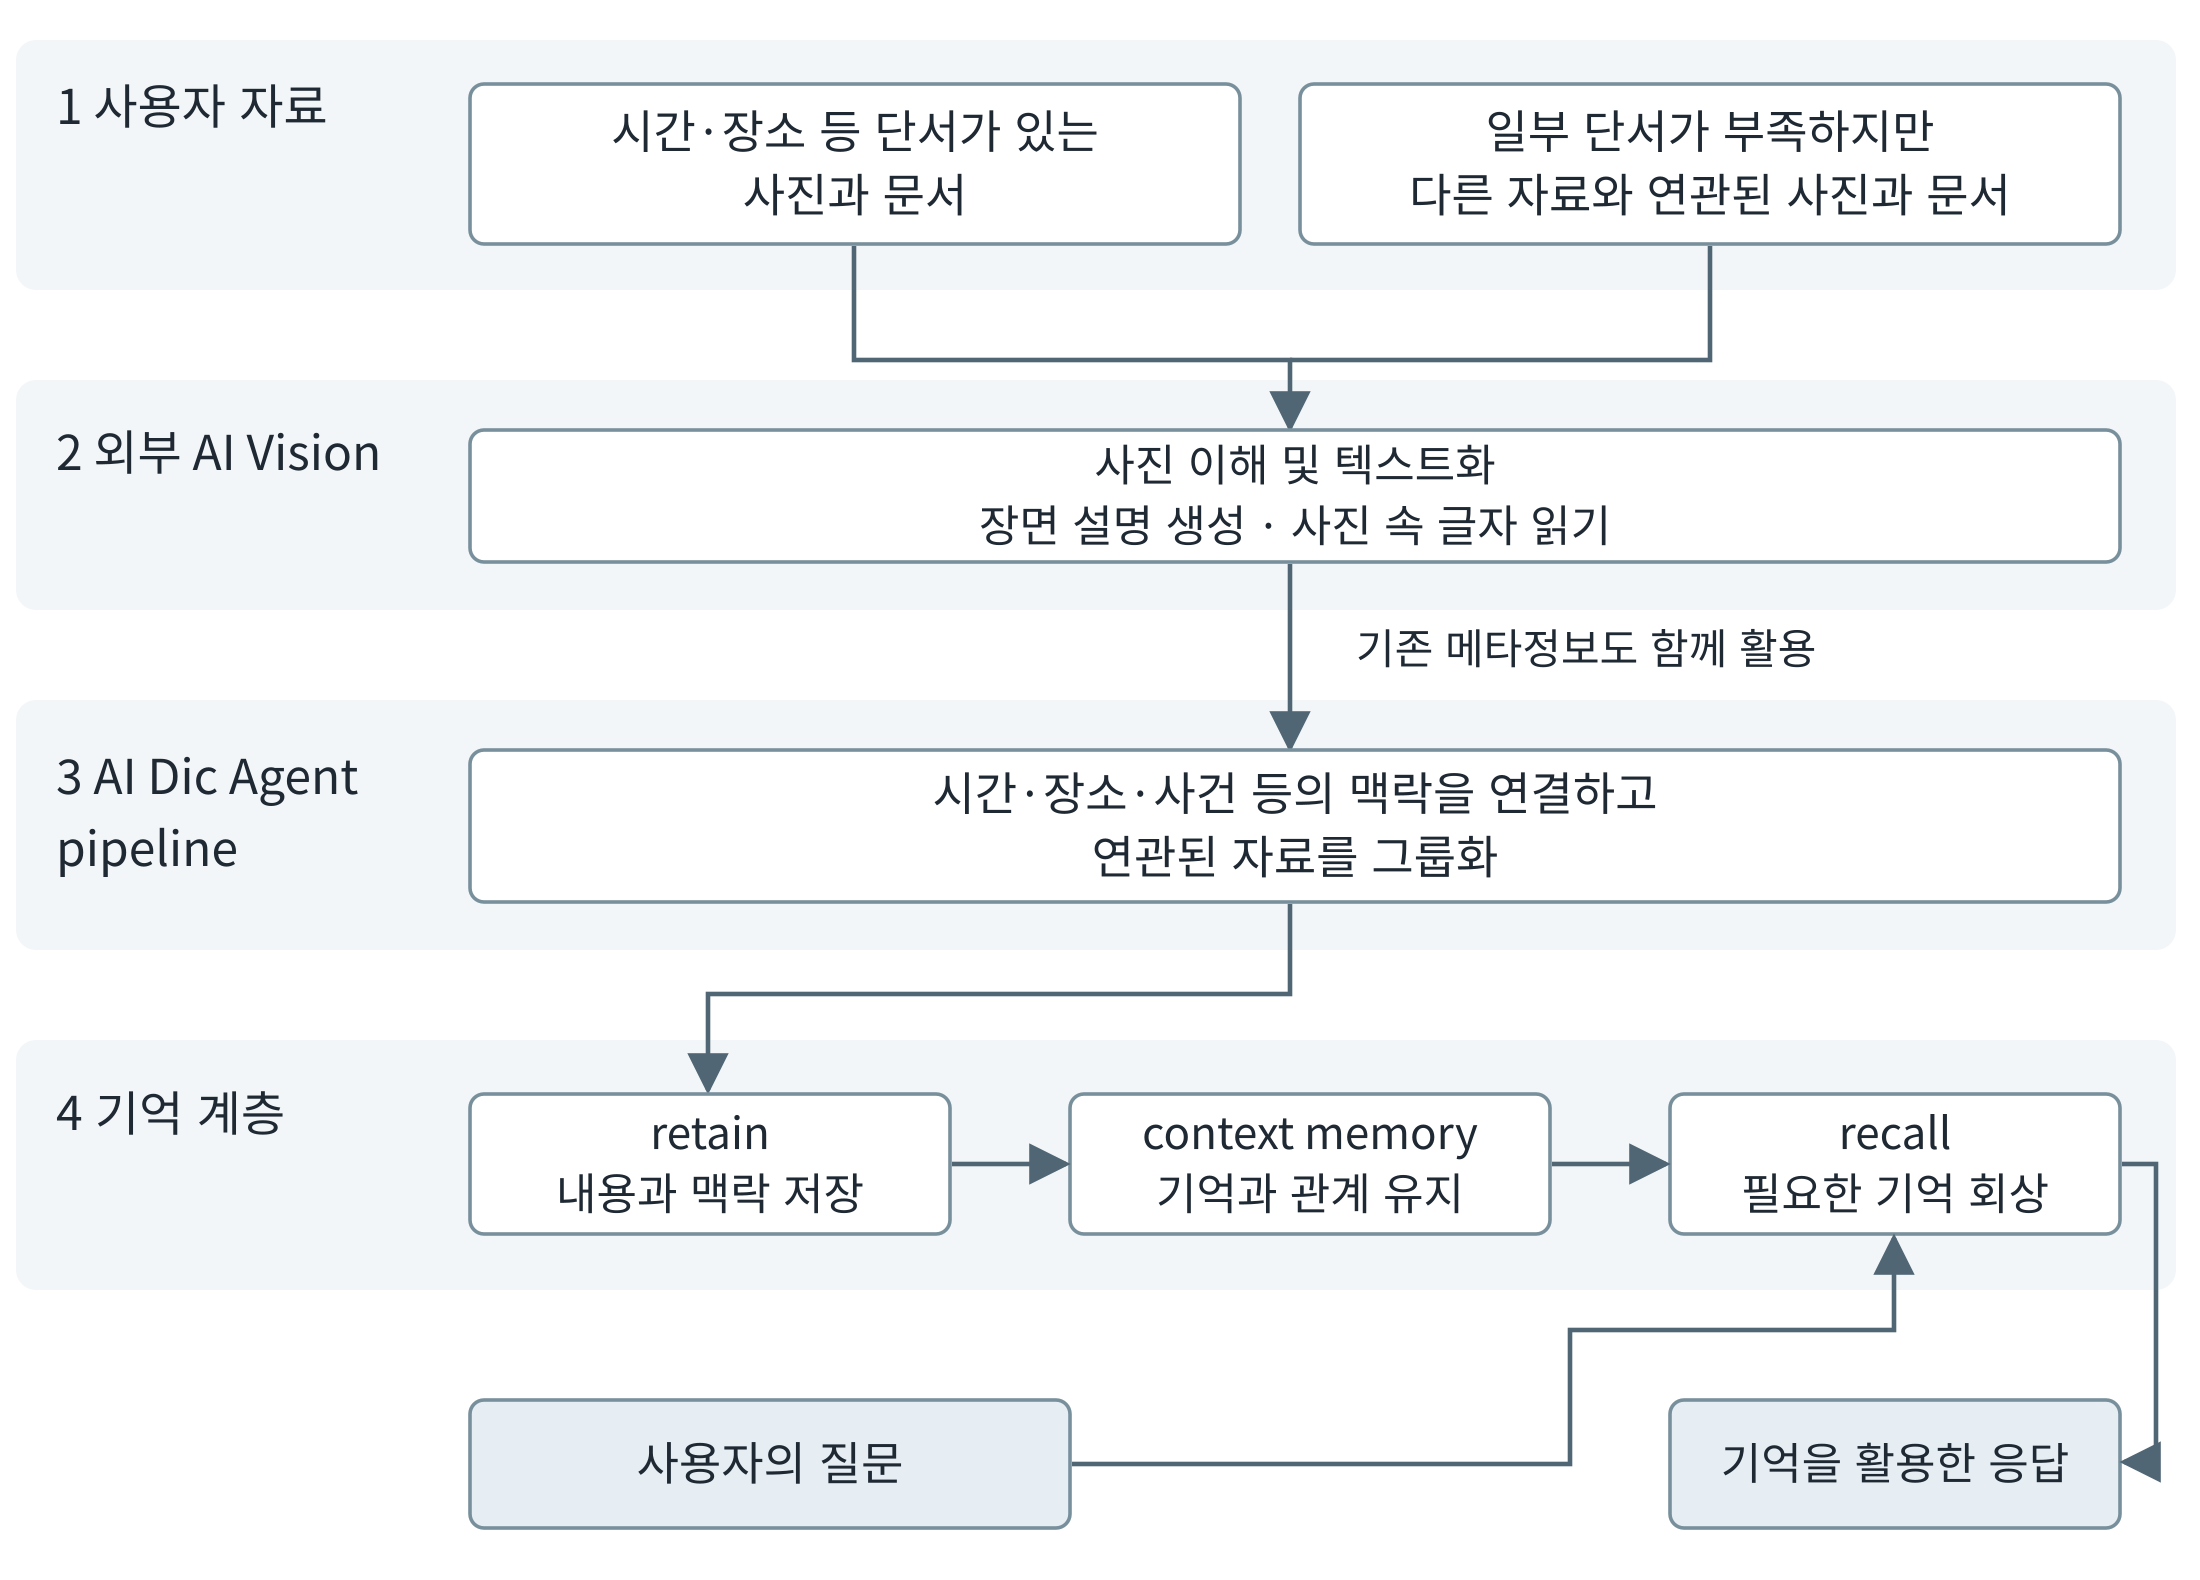 1 사용자 자료
시간·장소 등 단서가 있는
사진과 문서
일부 단서가 부족하지만
다른 자료와 연관된 사진과 문서
2 외부 AI Vision
사진 이해 및 텍스트화
장면 설명 생성 · 사진 속 글자 읽기
기존 메타정보도 함께 활용
3 AI Dic Agent
pipeline
시간·장소·사건 등의 맥락을 연결하고
연관된 자료를 그룹화
4 기억 계층
retain
내용과 맥락 저장
context memory
기억과 관계 유지
recall
필요한 기억 회상
사용자의 질문
기억을 활용한 응답